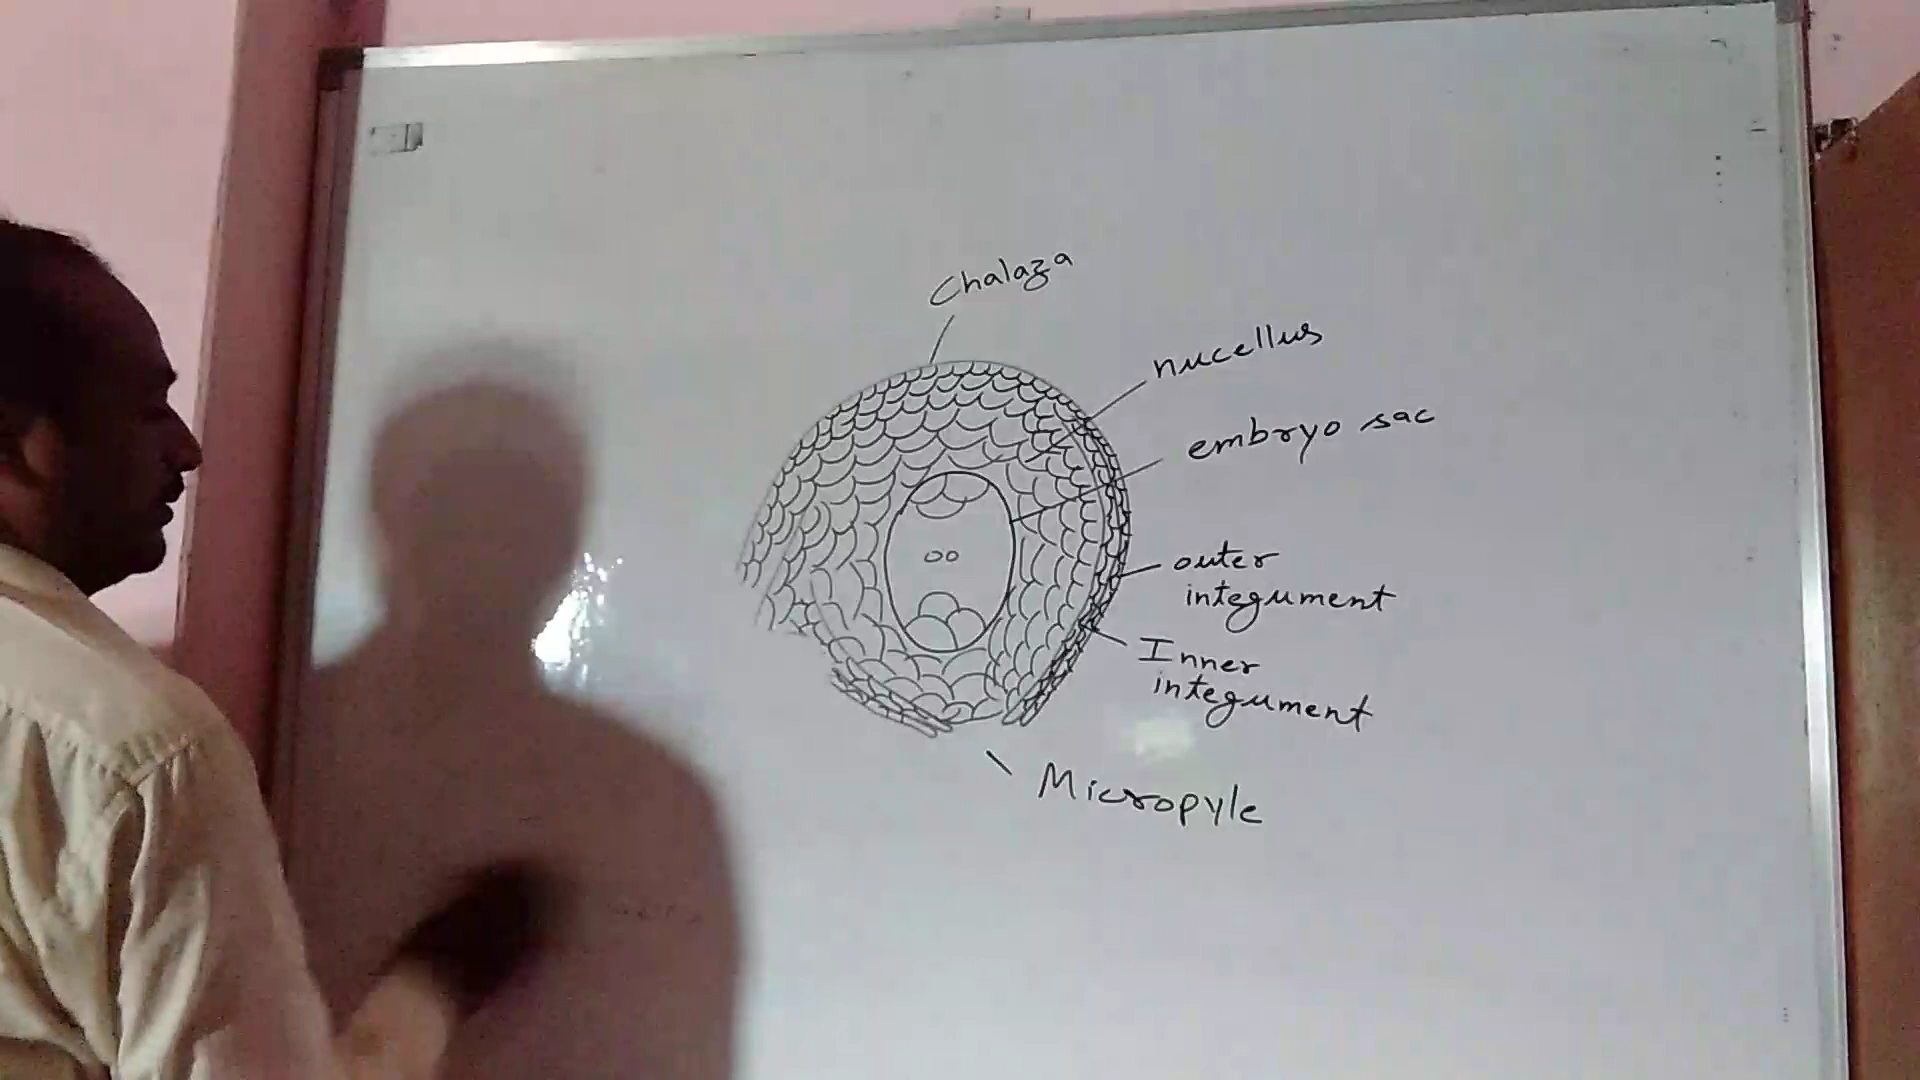 Chalaza
nucellus
embryo sac
outer
integument
Inner
integument
Micropyle